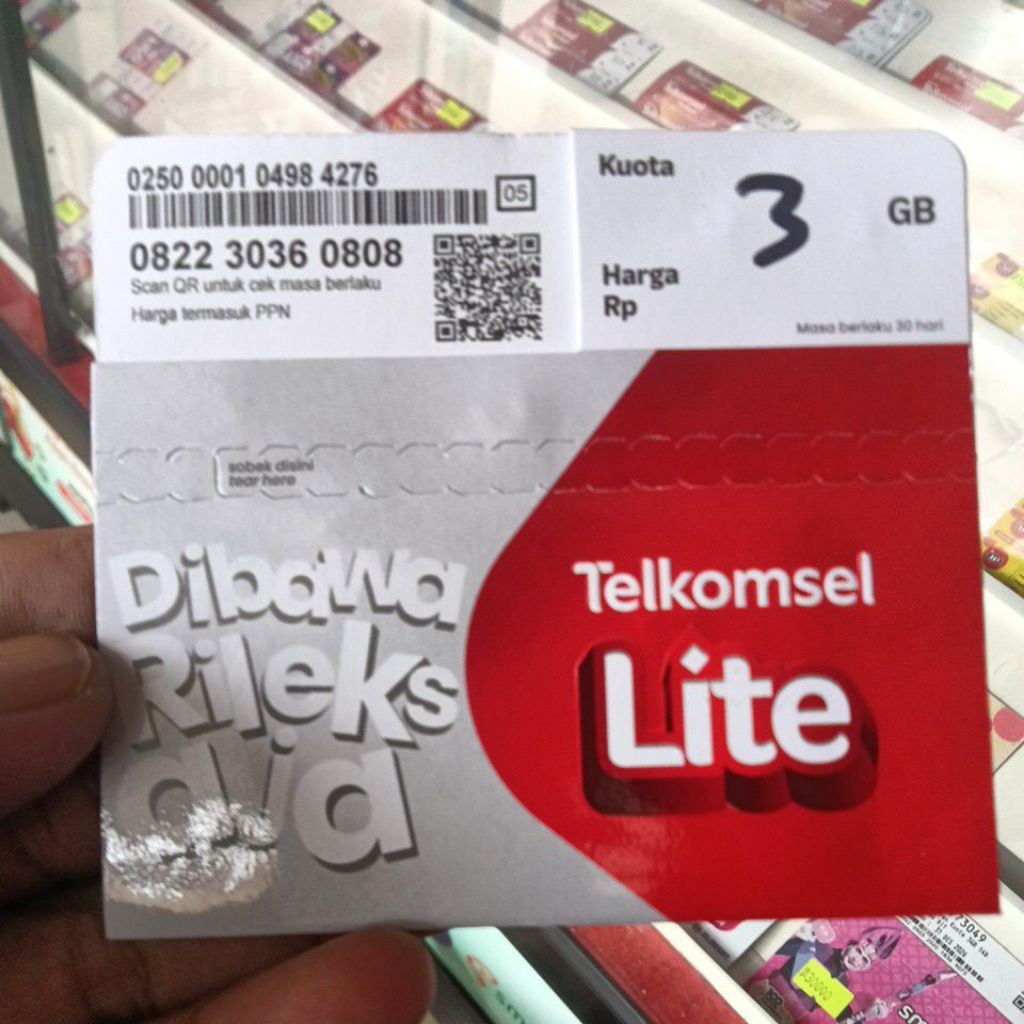 0250 0001 0498 4276
05
0822 3036 0808
Scan QR untuk cek masa berlaku
Harga termasuk PPN
Kuota
3 GB
Harga
Rp
Masa berlaku 30 hari
sobek disini
tear here
Dibawa
Rileks
aja
Telkomsel
Lite
73049